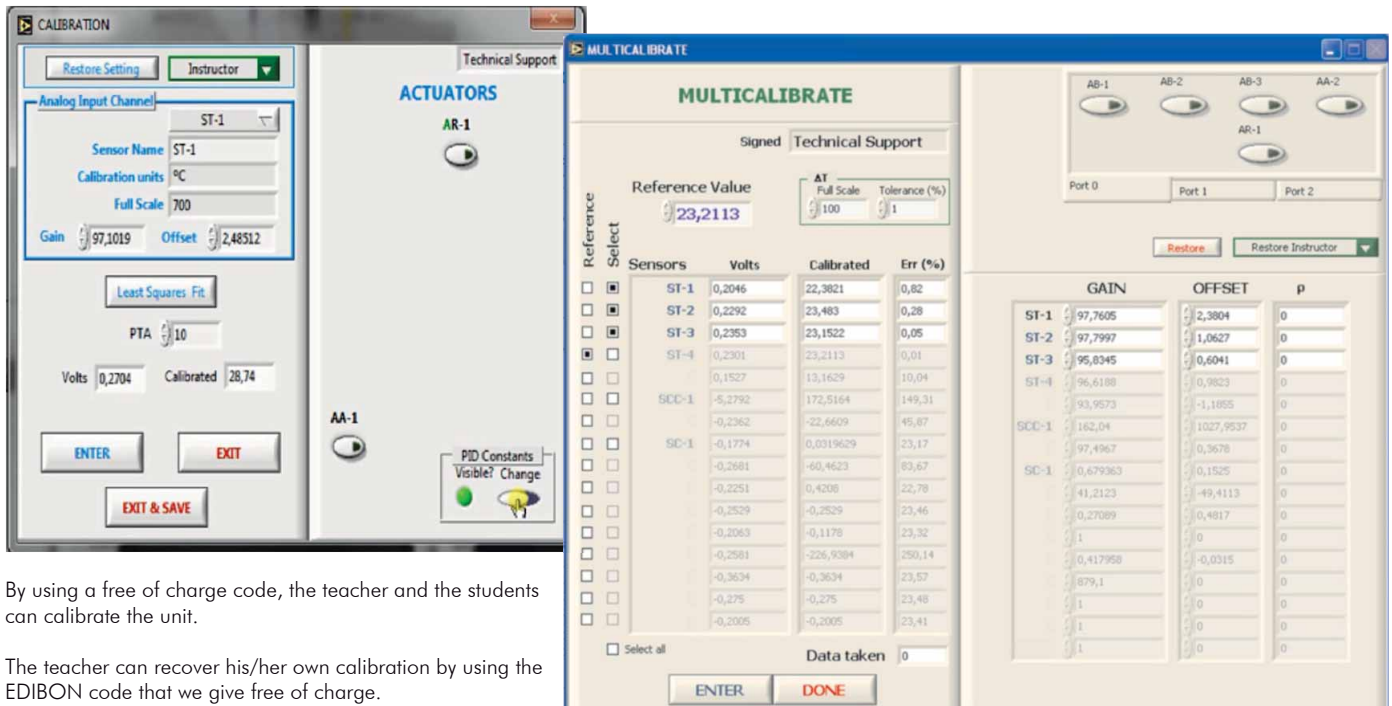 CALIBRATION
Restore Setting Instructor
Analog Input Channel
ST-1
Sensor Name ST-1
Calibration units ºC
Full Scale 700
Gain 97,1019 Offset 2,48512
Least Squares Fit
PTA 10
Volts 0,2704 Calibrated 28,74
ENTER EXIT
EXIT & SAVE
Technical Support
ACTUATORS
AR-1
AA-1
PID Constants
Visible? Change
By using a free of charge code, the teacher and the students
can calibrate the unit.
The teacher can recover his/her own calibration by using the
EDIBON code that we give free of charge.
MULTICALIBRATE
MULTICALIBRATE
Signed Technical Support
Reference Value
23,2113
ΔT
Full Scale Tolerance (%)
100 1
Reference
Select
Sensors Volts Calibrated Err (%)
ST-1 0,2046 22,3821 0,82
ST-2 0,2292 23,483 0,28
ST-3 0,2353 23,1522 0,05
ST-4 0,2301 23,2113 0,01
0,1527 13,1629 10,04
SCC-1 -5,2792 172,5164 149,31
-0,2362 -22,6609 45,87
SC-1 -0,1774 0,0319629 23,17
-0,2681 -60,4623 83,67
-0,2251 0,4208 22,78
-0,2529 -0,2529 23,46
-0,2063 -0,1178 23,32
-0,2581 -226,9384 250,14
-0,3634 -0,3634 23,57
-0,275 -0,275 23,48
-0,2005 -0,2005 23,41
Select all
Data taken 0
ENTER DONE
AB-1 AB-2 AB-3 AA-2
AR-1
Port 0 Port 1 Port 2
Restore Restore Instructor
GAIN OFFSET ρ
ST-1 97,7605 2,3804 0
ST-2 97,7997 1,0627 0
ST-3 95,8345 0,6041 0
ST-4 96,6188 0,9823 0
93,9573 -1,1855 0
SCC-1 162,04 1027,9537 0
97,4967 0,3678 0
SC-1 0,679363 0,1525 0
41,2123 -49,4113 0
0,27089 0,4817 0
1 0 0
0,417958 -0,0315 0
879,1 0 0
1 0 0
1 0 0
1 0 0